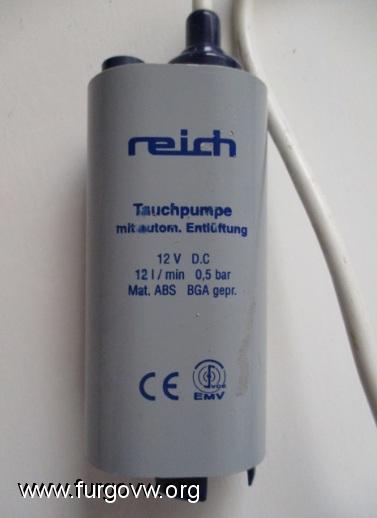 reich
Tauchpumpe
mit autom. Entlüftung
12 V D.C
12 l / min 0,5 bar
Mat. ABS BGA gepr.
CE
VDE
EMV
www.furgovw.org